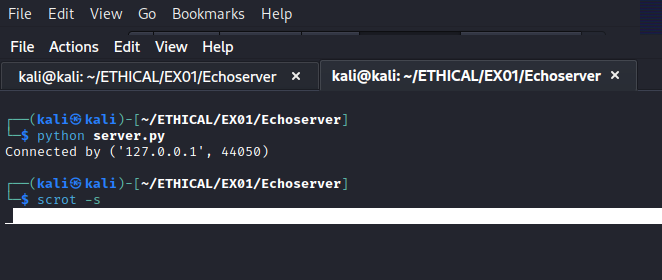 File Edit View Go Bookmarks Help
File Actions Edit View Help
kali@kali: ~/ETHICAL/EX01/Echoserver × kali@kali: ~/ETHICAL/EX01/Echoserver ×
┌──(kali㉿kali)-[~/ETHICAL/EX01/Echoserver]
└─$ python server.py
Connected by ('127.0.0.1', 44050)
┌──(kali㉿kali)-[~/ETHICAL/EX01/Echoserver]
└─$ scrot -s